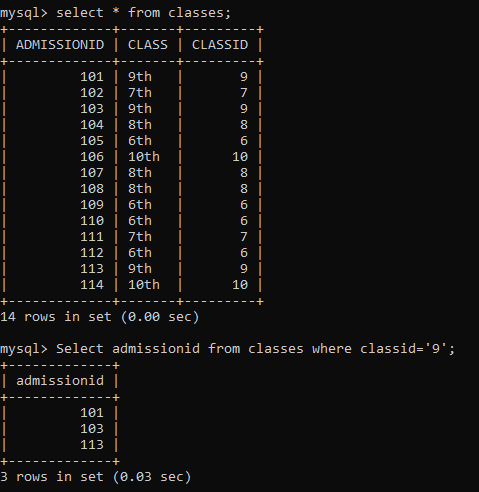 mysql> select * from classes;
+-------------+-------+---------+
| ADMISSIONID | CLASS | CLASSID |
+-------------+-------+---------+
|         101 | 9th   |       9 |
|         102 | 7th   |       7 |
|         103 | 9th   |       9 |
|         104 | 8th   |       8 |
|         105 | 6th   |       6 |
|         106 | 10th  |      10 |
|         107 | 8th   |       8 |
|         108 | 8th   |       8 |
|         109 | 6th   |       6 |
|         110 | 6th   |       6 |
|         111 | 7th   |       7 |
|         112 | 6th   |       6 |
|         113 | 9th   |       9 |
|         114 | 10th  |      10 |
+-------------+-------+---------+
14 rows in set (0.00 sec)
mysql> Select admissionid from classes where classid='9';
+-------------+
| admissionid |
+-------------+
|         101 |
|         103 |
|         113 |
+-------------+
3 rows in set (0.03 sec)